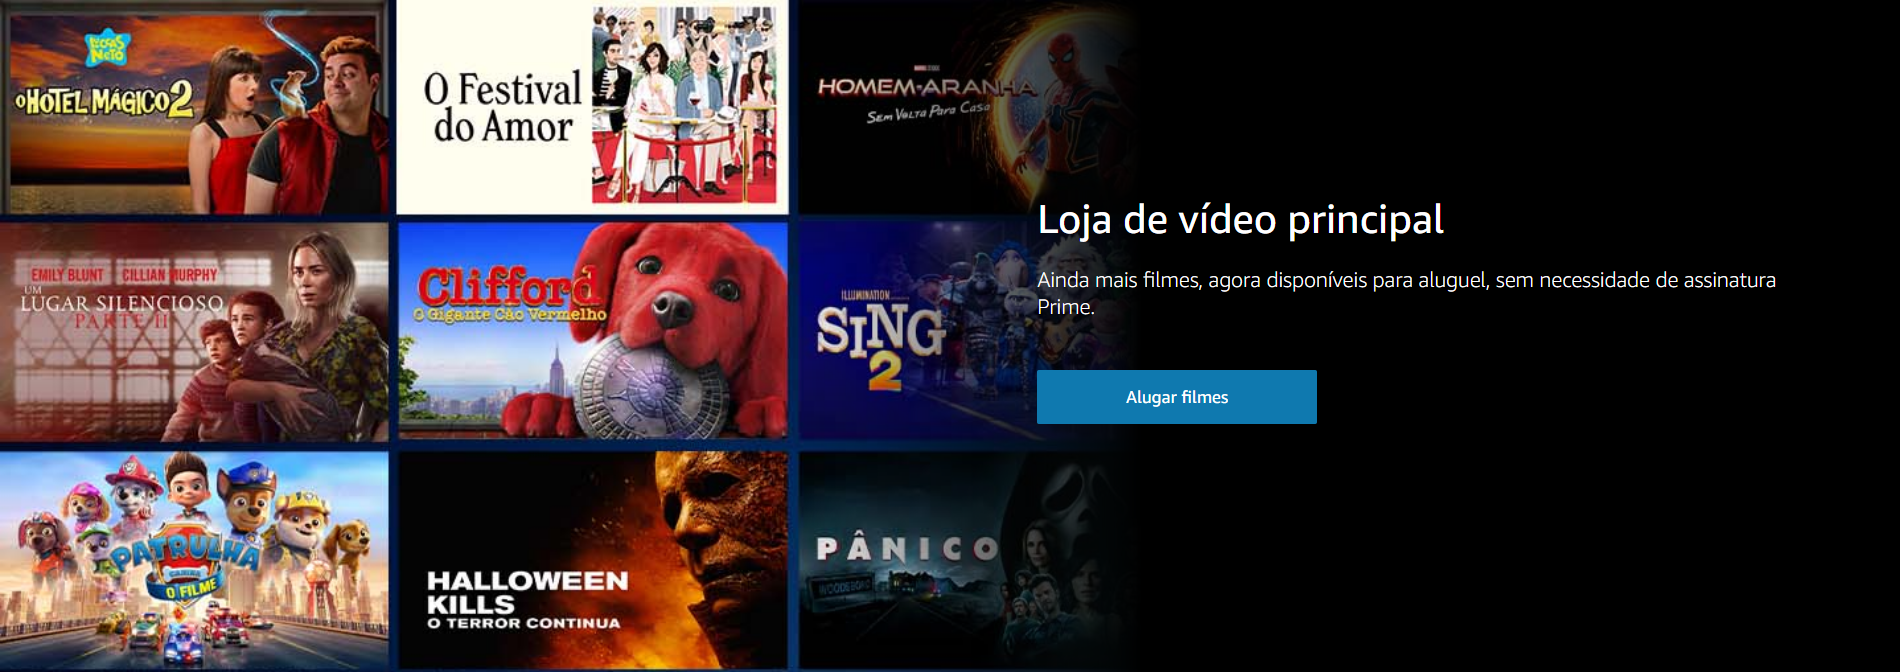 LUCCAS
NETO
O HOTEL MÁGICO 2
O Festival
do Amor
MARVEL STUDIOS
HOMEM-ARANHA
SEM VOLTA PARA CASA
EMILY BLUNT CILLIAN MURPHY
UM
LUGAR SILENCIOSO
PARTE II
Clifford
O Gigante Cão Vermelho
ILLUMINATION
SING
2
PATRULHA
CANINA
O FILME
HALLOWEEN
KILLS
O TERROR CONTINUA
PÂNICO
WOODSBORO
Loja de vídeo principal
Ainda mais filmes, agora disponíveis para aluguel, sem necessidade de assinatura
Prime.
Alugar filmes